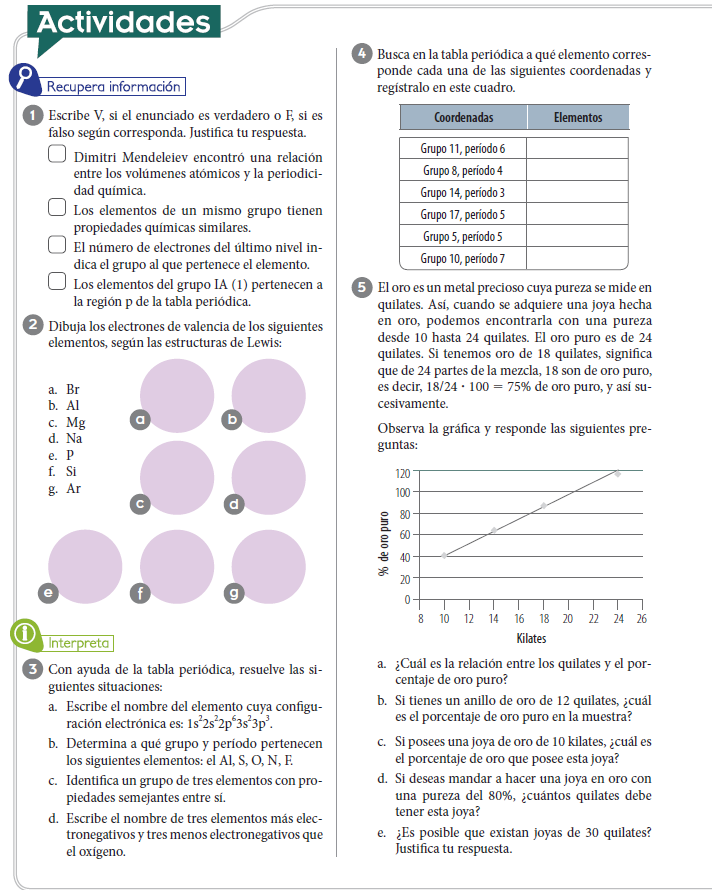 Actividades
Recupera información
1 Escribe V, si el enunciado es verdadero o F, si es
falso según corresponda. Justifica tu respuesta.
Dimitri Mendeleiev encontró una relación
entre los volúmenes atómicos y la periodici-
dad química.
Los elementos de un mismo grupo tienen
propiedades químicas similares.
El número de electrones del último nivel in-
dica el grupo al que pertenece el elemento.
Los elementos del grupo IA (1) pertenecen a
la región p de la tabla periódica.
2 Dibuja los electrones de valencia de los siguientes
elementos, según las estructuras de Lewis:
a. Br
b. Al
c. Mg
d. Na
e. P
f. Si
g. Ar
a
b
c
d
e
f
g
Interpreta
3 Con ayuda de la tabla periódica, resuelve las si-
guientes situaciones:
a. Escribe el nombre del elemento cuya configu-
ración electrónica es: 1s²2s²2p⁶3s²3p³.
b. Determina a qué grupo y período pertenecen
los siguientes elementos: el Al, S, O, N, F.
c. Identifica un grupo de tres elementos con pro-
piedades semejantes entre sí.
d. Escribe el nombre de tres elementos más elec-
tronegativos y tres menos electronegativos que
el oxígeno.
4 Busca en la tabla periódica a qué elemento corres-
ponde cada una de las siguientes coordenadas y
regístralo en este cuadro.
Coordenadas Elementos
Grupo 11, período 6
Grupo 8, período 4
Grupo 14, período 3
Grupo 17, período 5
Grupo 5, período 5
Grupo 10, período 7
5 El oro es un metal precioso cuya pureza se mide en
quilates. Así, cuando se adquiere una joya hecha
en oro, podemos encontrarla con una pureza
desde 10 hasta 24 quilates. El oro puro es de 24
quilates. Si tenemos oro de 18 quilates, significa
que de 24 partes de la mezcla, 18 son de oro puro,
es decir, 18/24 · 100 = 75% de oro puro, y así su-
cesivamente.
Observa la gráfica y responde las siguientes pre-
guntas:
% de oro puro
120
100
80
60
40
20
0
8 10 12 14 16 18 20 22 24 26
Kilates
a. ¿Cuál es la relación entre los quilates y el por-
centaje de oro puro?
b. Si tienes un anillo de oro de 12 quilates, ¿cuál
es el porcentaje de oro puro en la muestra?
c. Si posees una joya de oro de 10 kilates, ¿cuál es
el porcentaje de oro que posee esta joya?
d. Si deseas mandar a hacer una joya en oro con
una pureza del 80%, ¿cuántos quilates debe
tener esta joya?
e. ¿Es posible que existan joyas de 30 quilates?
Justifica tu respuesta.